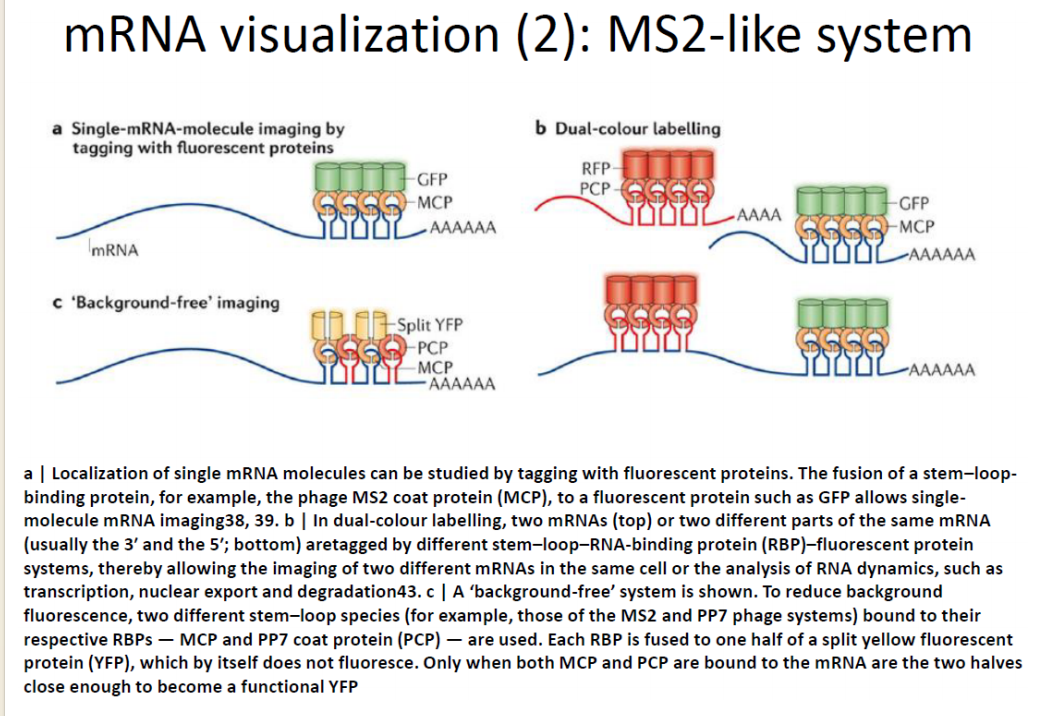 mRNA visualization (2): MS2-like system
a Single-mRNA-molecule imaging by
tagging with fluorescent proteins
GFP
MCP
AAAAAA
mRNA
b Dual-colour labelling
RFP
PCP
AAAA
GFP
MCP
AAAAAA
c ‘Background-free’ imaging
Split YFP
PCP
MCP
AAAAAA
AAAAAA
a | Localization of single mRNA molecules can be studied by tagging with fluorescent proteins. The fusion of a stem–loop-
binding protein, for example, the phage MS2 coat protein (MCP), to a fluorescent protein such as GFP allows single-
molecule mRNA imaging38, 39. b | In dual-colour labelling, two mRNAs (top) or two different parts of the same mRNA
(usually the 3′ and the 5′; bottom) aretagged by different stem–loop–RNA-binding protein (RBP)–fluorescent protein
systems, thereby allowing the imaging of two different mRNAs in the same cell or the analysis of RNA dynamics, such as
transcription, nuclear export and degradation43. c | A ‘background-free’ system is shown. To reduce background
fluorescence, two different stem–loop species (for example, those of the MS2 and PP7 phage systems) bound to their
respective RBPs — MCP and PP7 coat protein (PCP) — are used. Each RBP is fused to one half of a split yellow fluorescent
protein (YFP), which by itself does not fluoresce. Only when both MCP and PCP are bound to the mRNA are the two halves
close enough to become a functional YFP